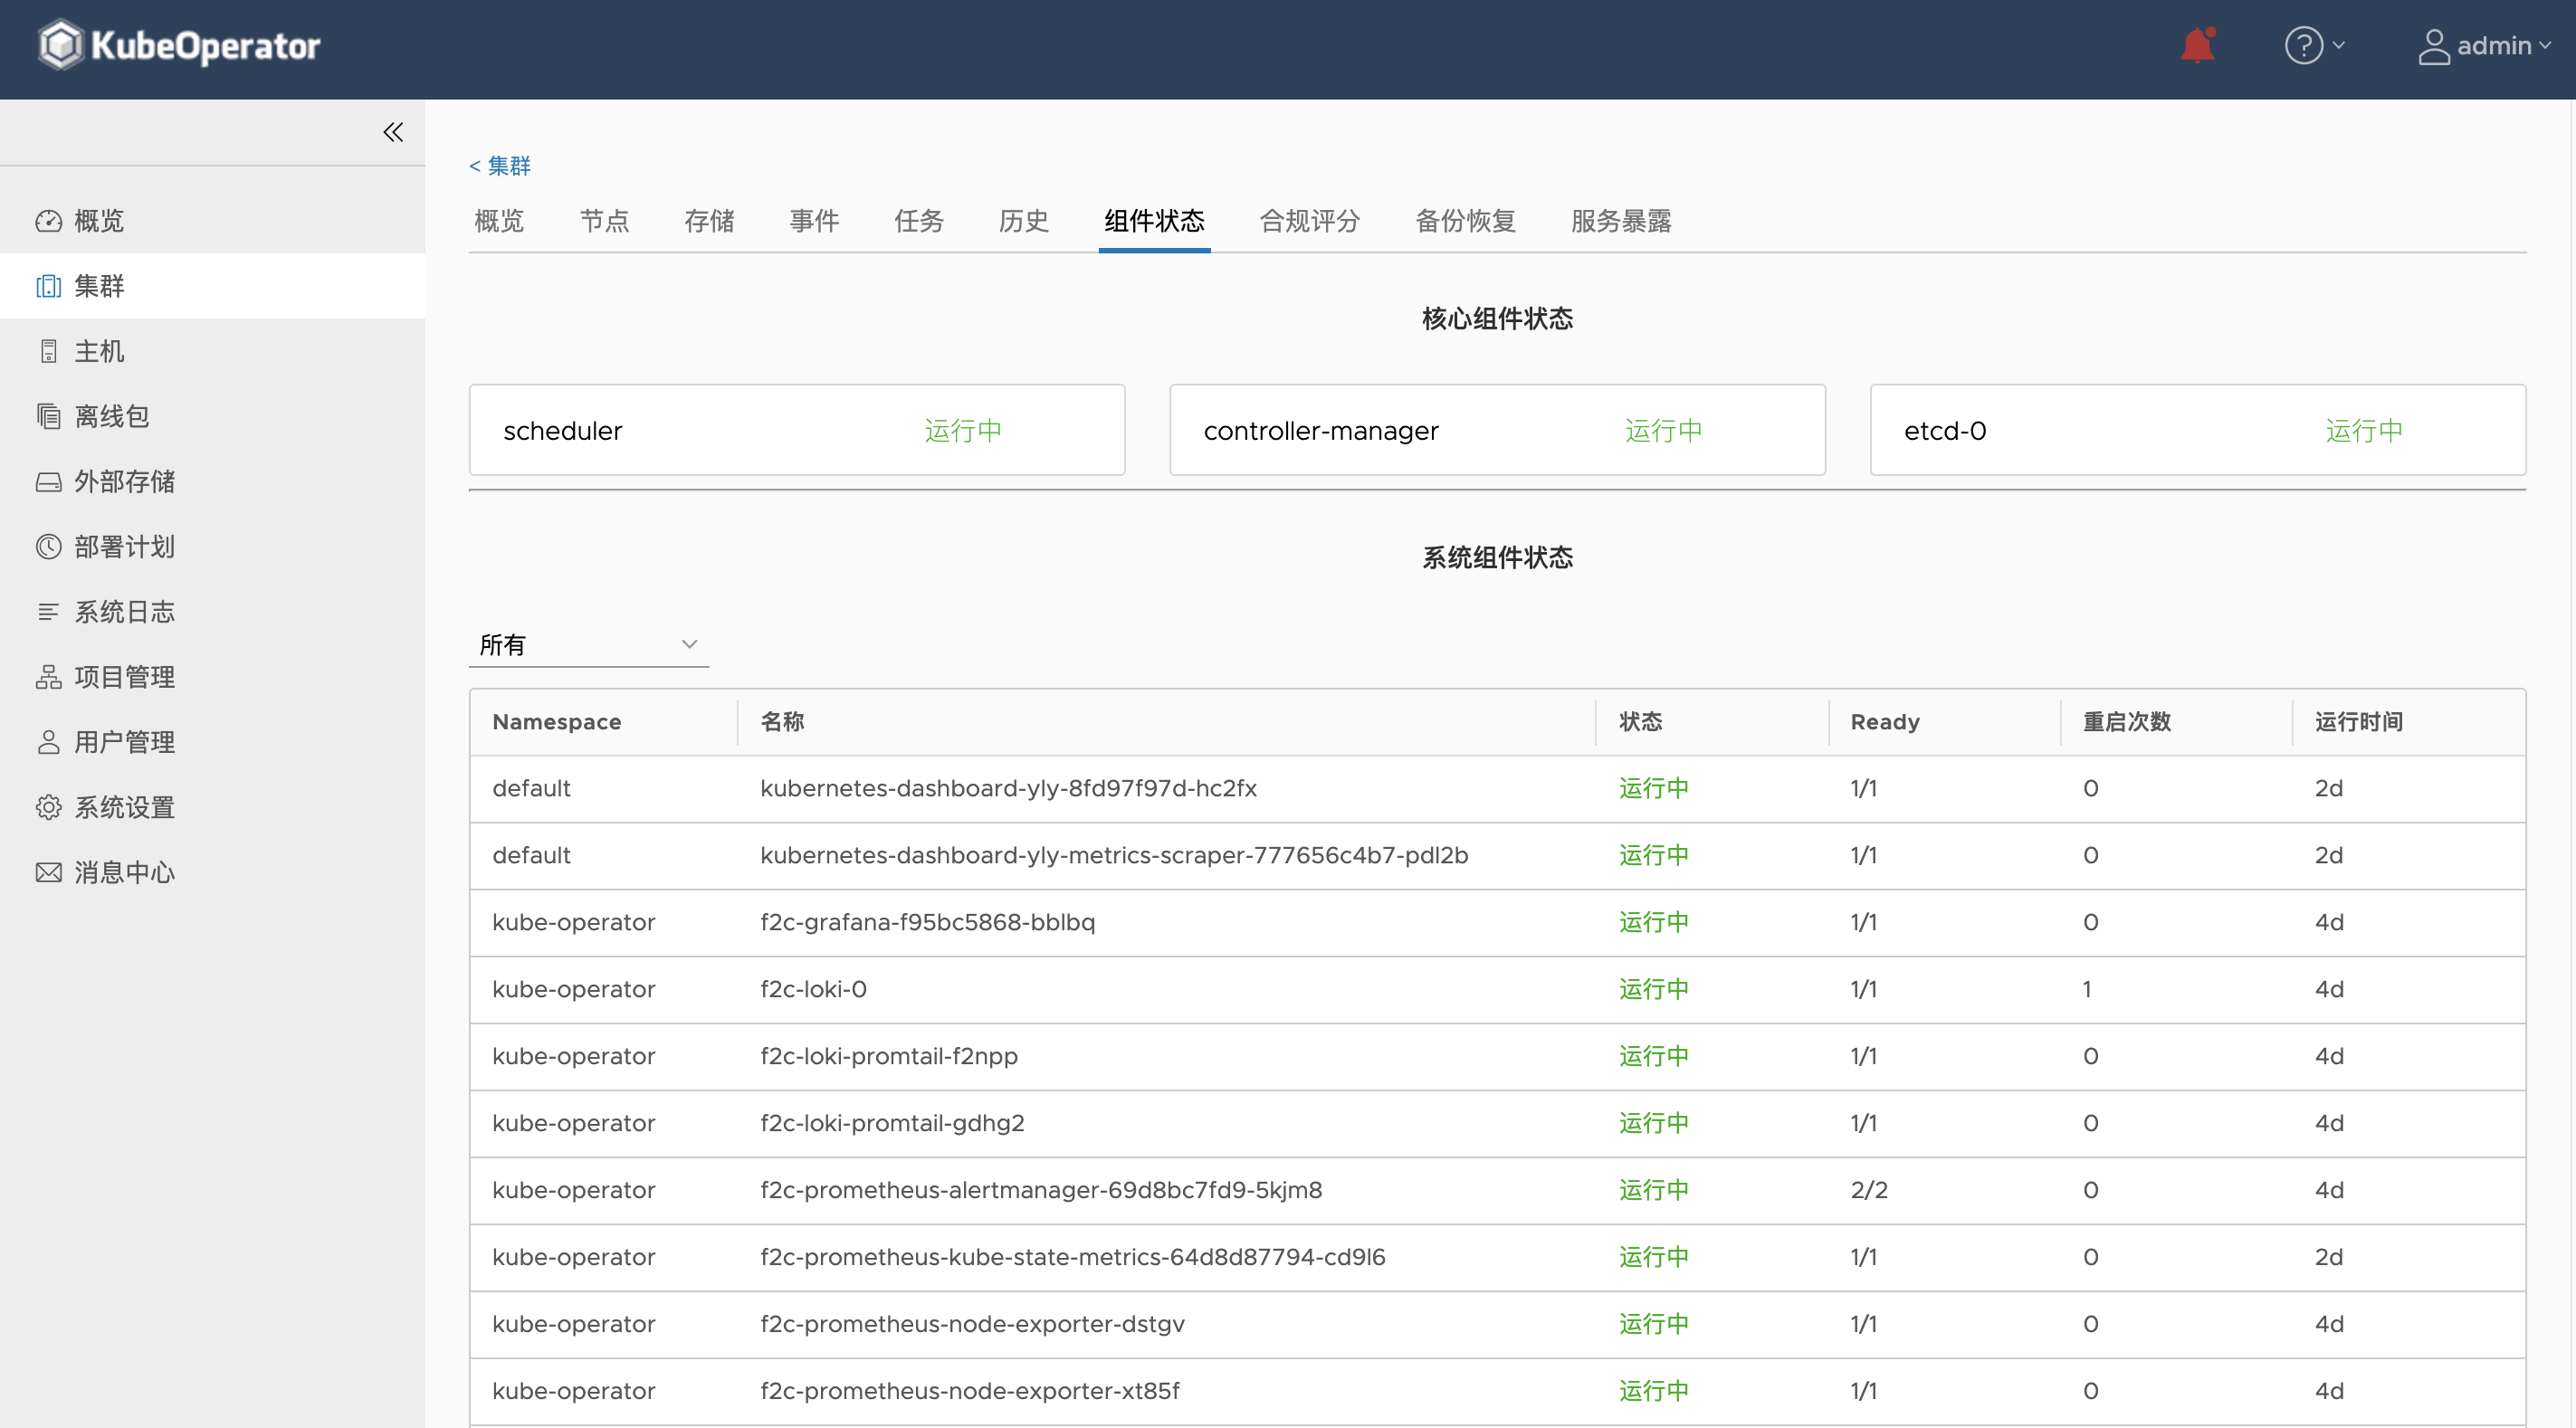 KubeOperator
admin
概览
集群
主机
离线包
外部存储
部署计划
系统日志
项目管理
用户管理
系统设置
消息中心
< 集群
概览 节点 存储 事件 任务 历史 组件状态 合规评分 备份恢复 服务暴露
核心组件状态
scheduler 运行中 controller-manager 运行中 etcd-0 运行中
系统组件状态
所有
Namespace 名称 状态 Ready 重启次数 运行时间
default kubernetes-dashboard-yly-8fd97f97d-hc2fx 运行中 1/1 0 2d
default kubernetes-dashboard-yly-metrics-scraper-777656c4b7-pdl2b 运行中 1/1 0 2d
kube-operator f2c-grafana-f95bc5868-bblbq 运行中 1/1 0 4d
kube-operator f2c-loki-0 运行中 1/1 1 4d
kube-operator f2c-loki-promtail-f2npp 运行中 1/1 0 4d
kube-operator f2c-loki-promtail-gdhg2 运行中 1/1 0 4d
kube-operator f2c-prometheus-alertmanager-69d8bc7fd9-5kjm8 运行中 2/2 0 4d
kube-operator f2c-prometheus-kube-state-metrics-64d8d87794-cd9l6 运行中 1/1 0 2d
kube-operator f2c-prometheus-node-exporter-dstgv 运行中 1/1 0 4d
kube-operator f2c-prometheus-node-exporter-xt85f 运行中 1/1 0 4d